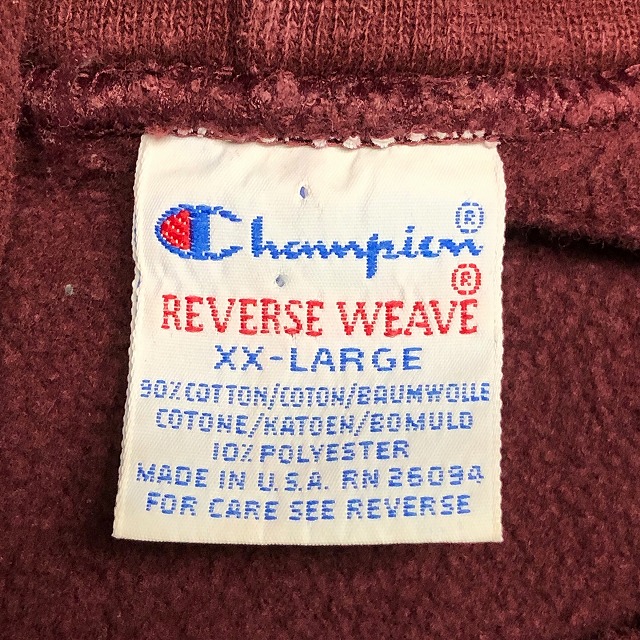 Champion®
®
REVERSE WEAVE
XX-LARGE
90% COTTON/COTON/BAUMWOLLE
COTONE/KATOEN/BOMULD
10% POLYESTER
MADE IN U.S.A. RN 26094
FOR CARE SEE REVERSE